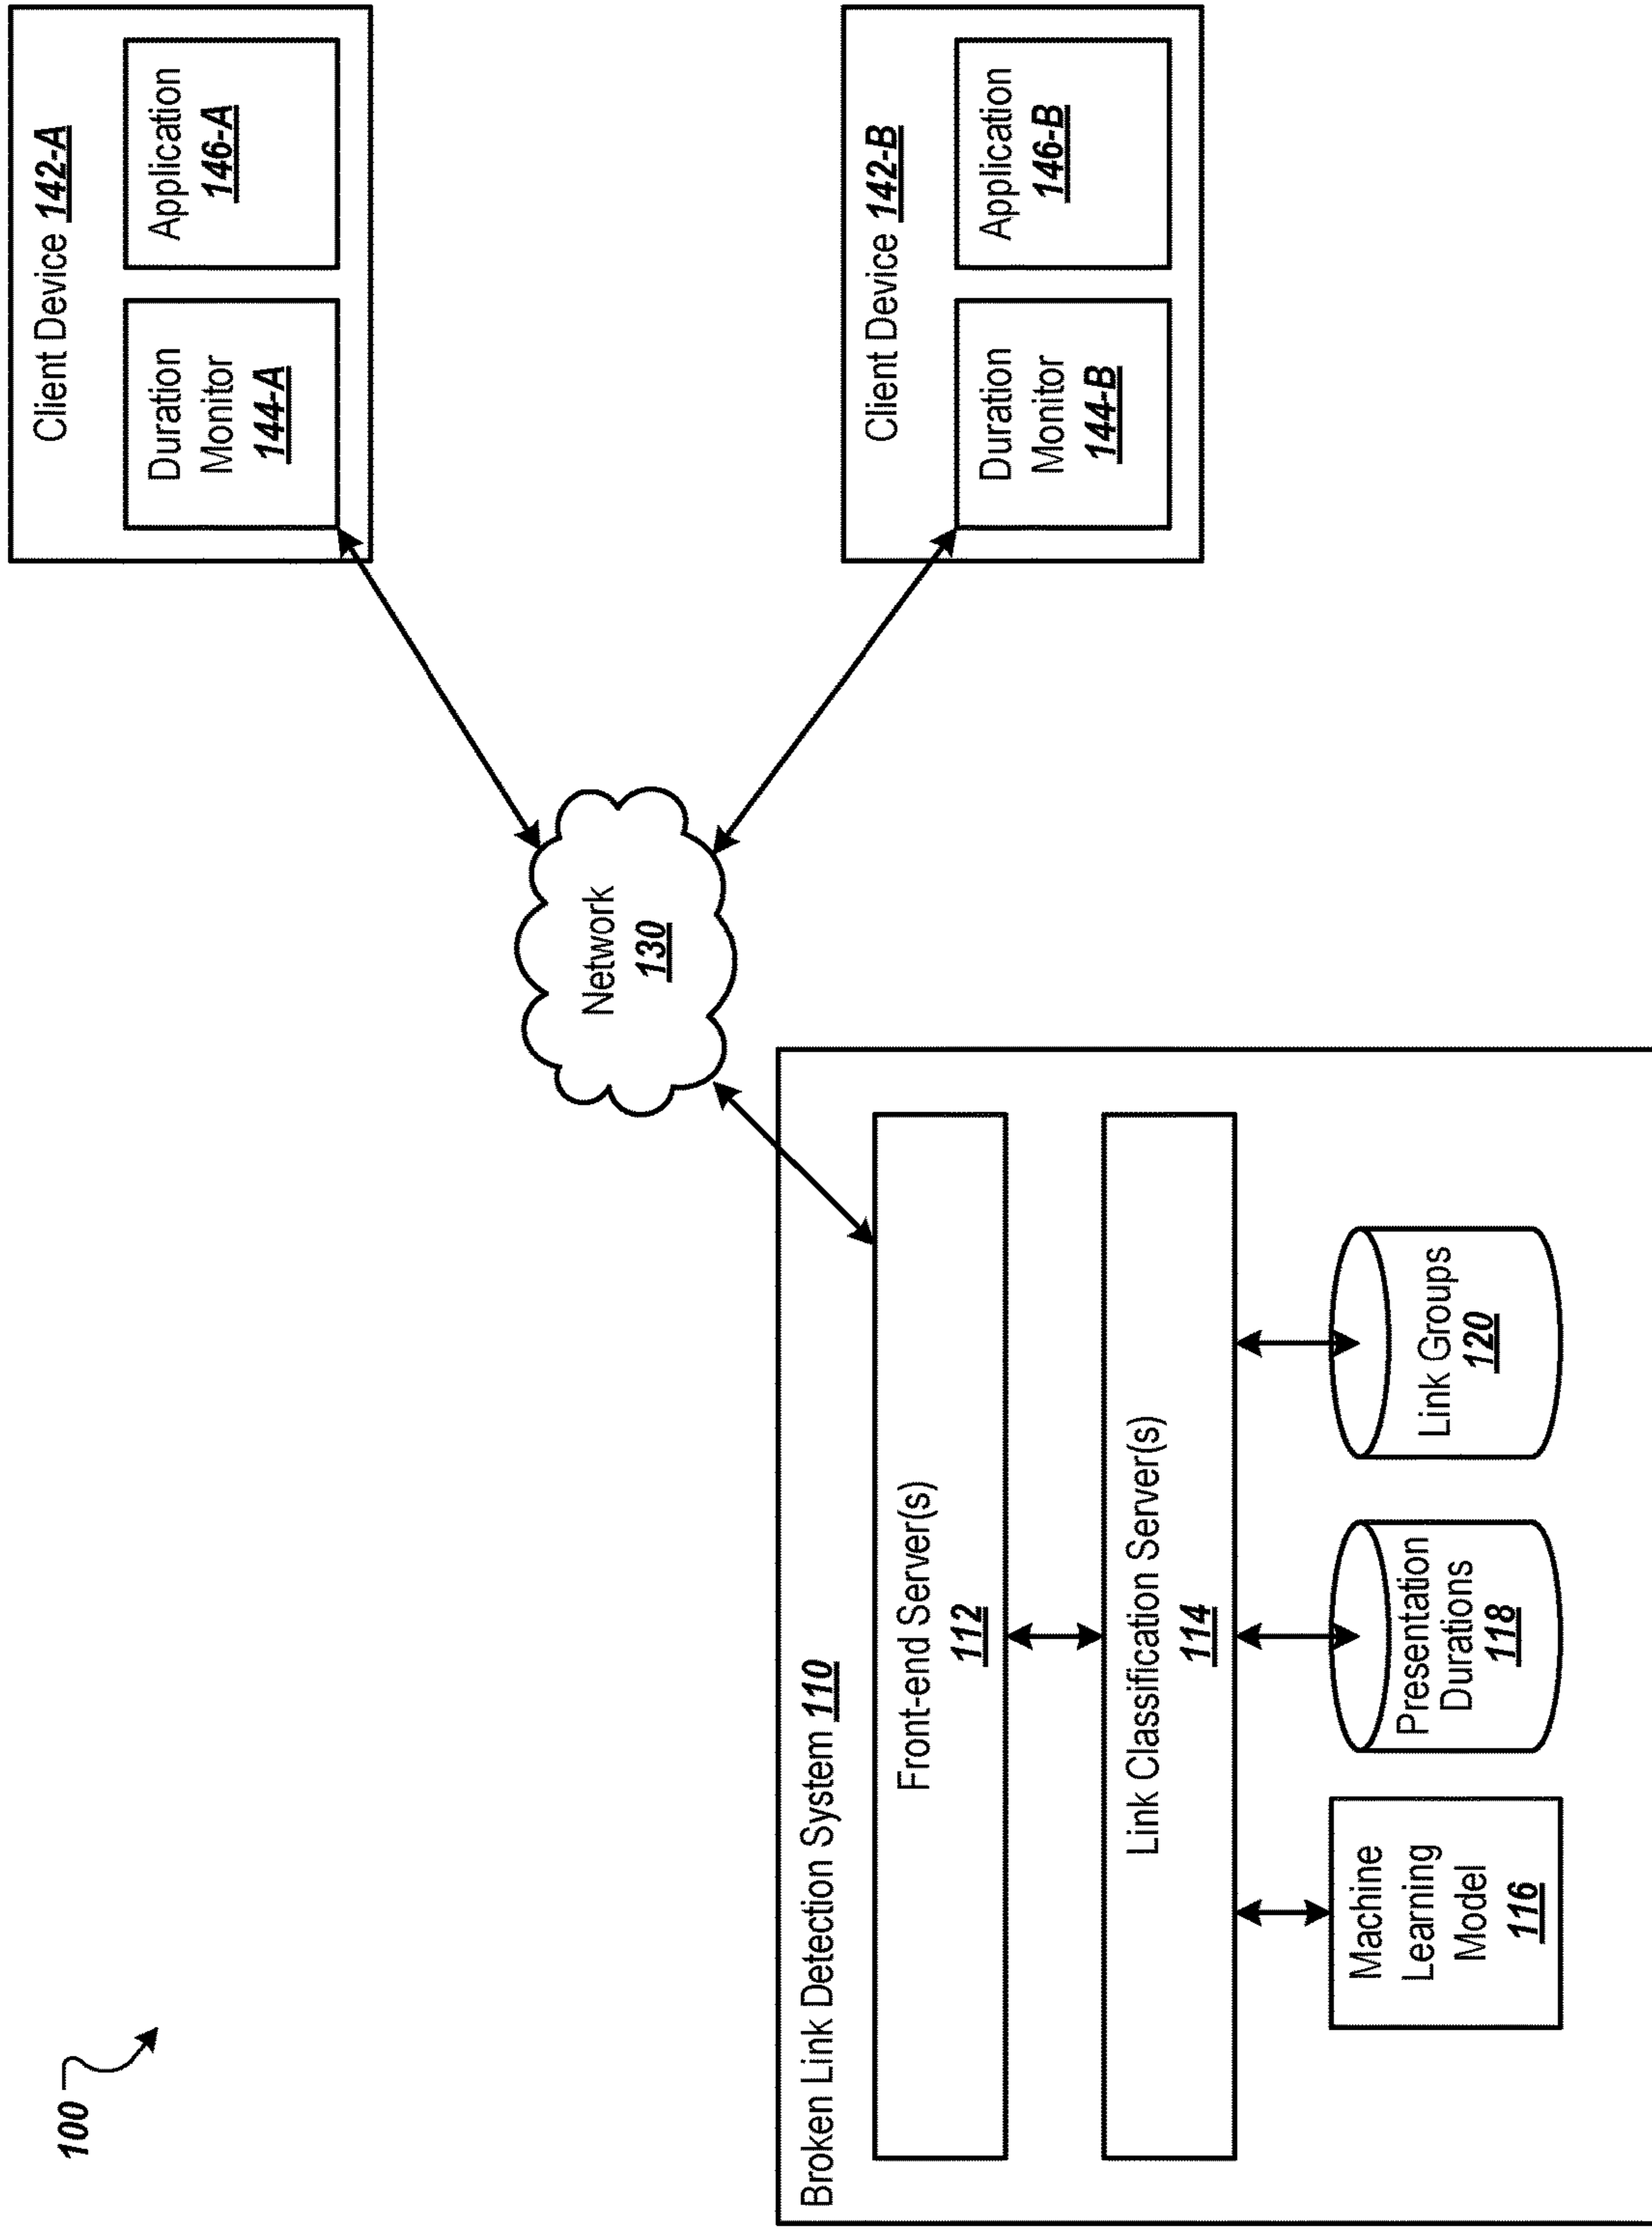 100
Client Device 142-A
Duration
Monitor
144-A
Application
146-A
Network
130
Client Device 142-B
Duration
Monitor
144-B
Application
146-B
Broken Link Detection System 110
Front-end Server(s)
112
Link Classification Server(s)
114
Machine
Learning
Model
116
Presentation
Durations
118
Link Groups
120